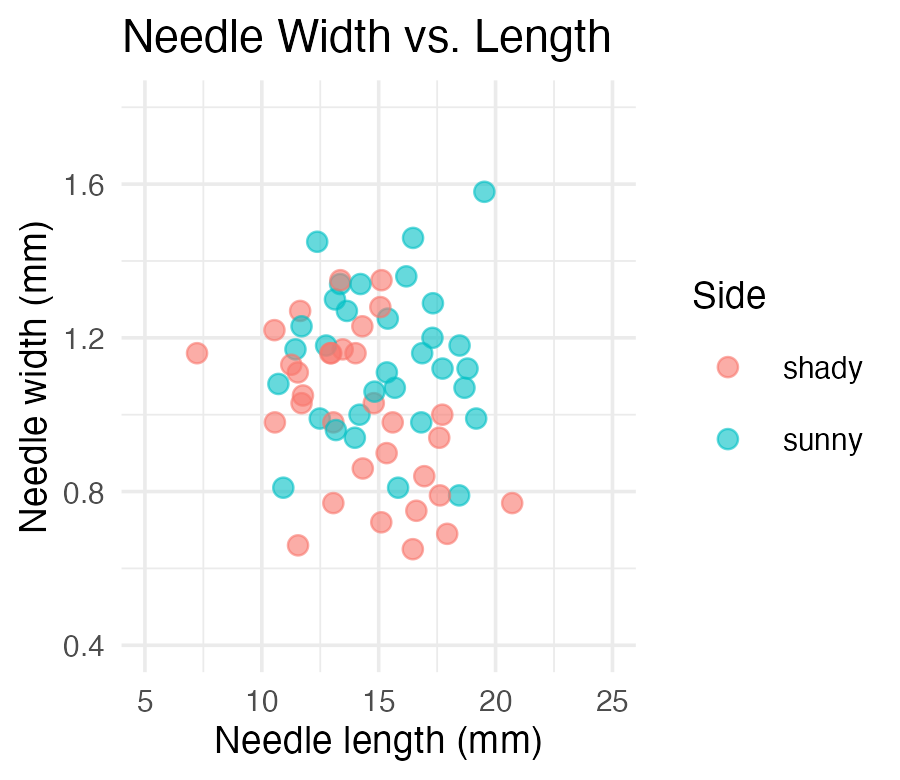 Needle Width vs. Length
Needle width (mm)
1.6
1.2
0.8
0.4
5 10 15 20 25
Needle length (mm)
Side
shady
sunny